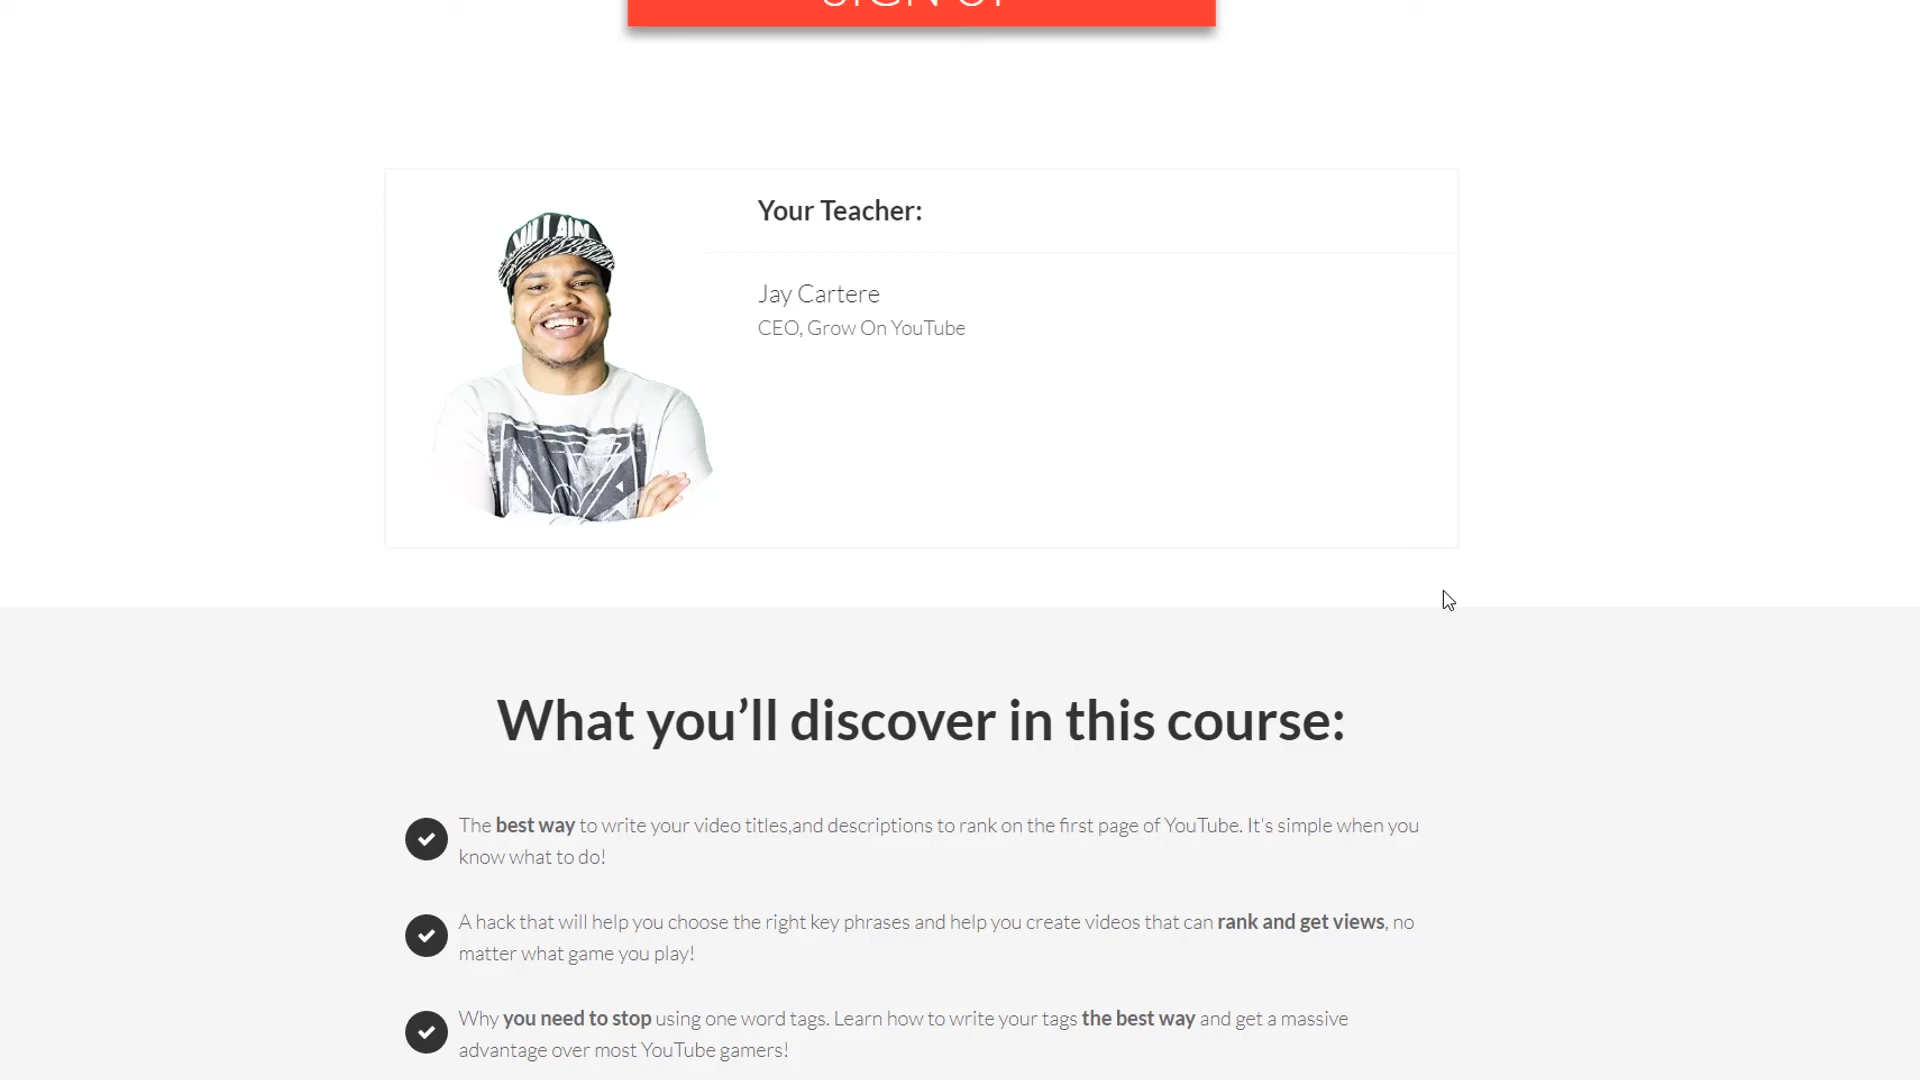 SIGN UP
Your Teacher:
Jay Cartere
CEO, Grow On YouTube
What you’ll discover in this course:
The best way to write your video titles,and descriptions to rank on the first page of YouTube. It's simple when you
know what to do!
A hack that will help you choose the right key phrases and help you create videos that can rank and get views, no
matter what game you play!
Why you need to stop using one word tags. Learn how to write your tags the best way and get a massive
advantage over most YouTube gamers!